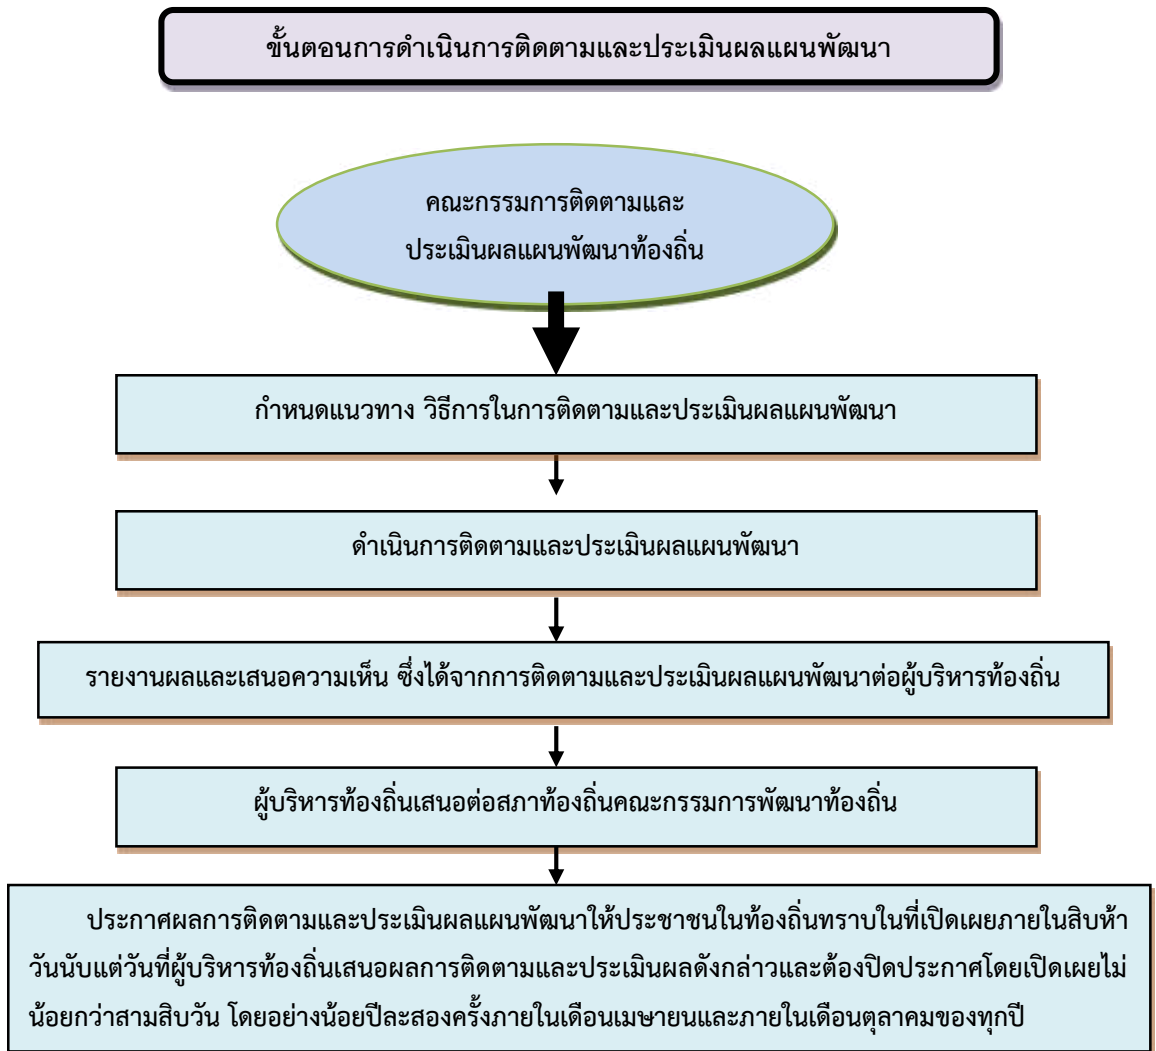 ขั้นตอนการดำเนินการติดตามและประเมินผลแผนพัฒนา
คณะกรรมการติดตามและ
ประเมินผลแผนพัฒนาท้องถิ่น
กำหนดแนวทาง วิธีการในการติดตามและประเมินผลแผนพัฒนา
ดำเนินการติดตามและประเมินผลแผนพัฒนา
รายงานผลและเสนอความเห็น ซึ่งได้จากการติดตามและประเมินผลแผนพัฒนาต่อผู้บริหารท้องถิ่น
ผู้บริหารท้องถิ่นเสนอต่อสภาท้องถิ่นคณะกรรมการพัฒนาท้องถิ่น
ประกาศผลการติดตามและประเมินผลแผนพัฒนาให้ประชาชนในท้องถิ่นทราบในที่เปิดเผยภายในสิบห้า
วันนับแต่วันที่ผู้บริหารท้องถิ่นเสนอผลการติดตามและประเมินผลดังกล่าวและต้องปิดประกาศโดยเปิดเผยไม่
น้อยกว่าสามสิบวัน โดยอย่างน้อยปีละสองครั้งภายในเดือนเมษายนและภายในเดือนตุลาคมของทุกปี